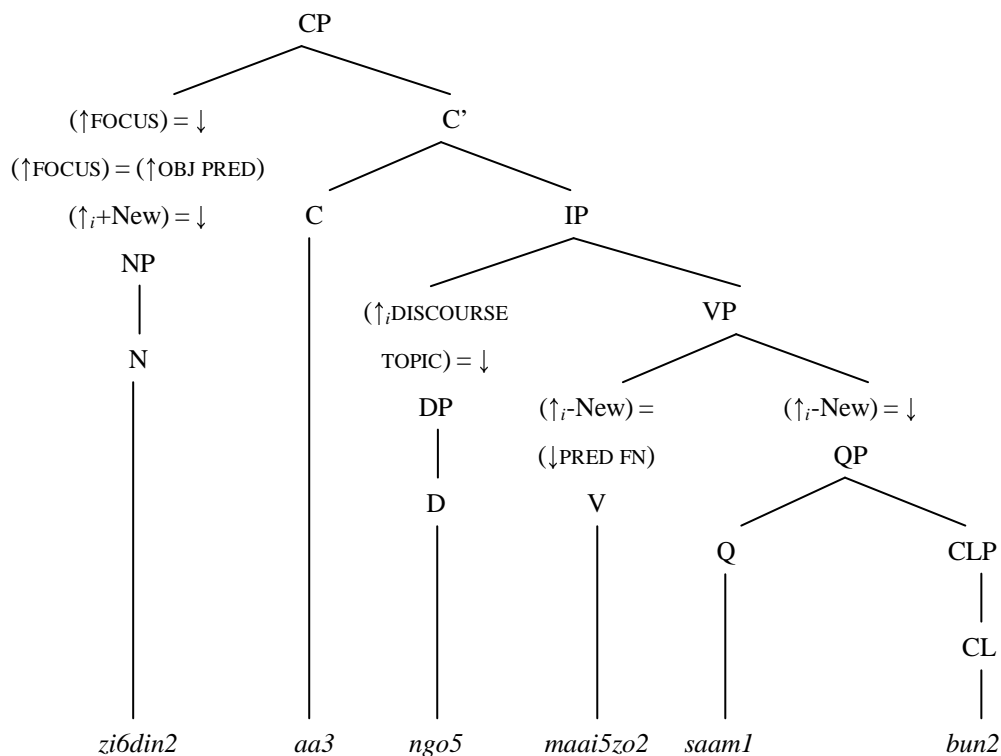 CP
(↑FOCUS) = ↓ C’
(↑FOCUS) = (↑OBJ PRED)
(↑i+New) = ↓ C IP
NP
(↑iDISCOURSE VP
N TOPIC) = ↓
DP (↑i-New) = (↑i-New) = ↓
(↓PRED FN) QP
D V
Q CLP
CL
zi6din2 aa3 ngo5 maai5zo2 saam1 bun2